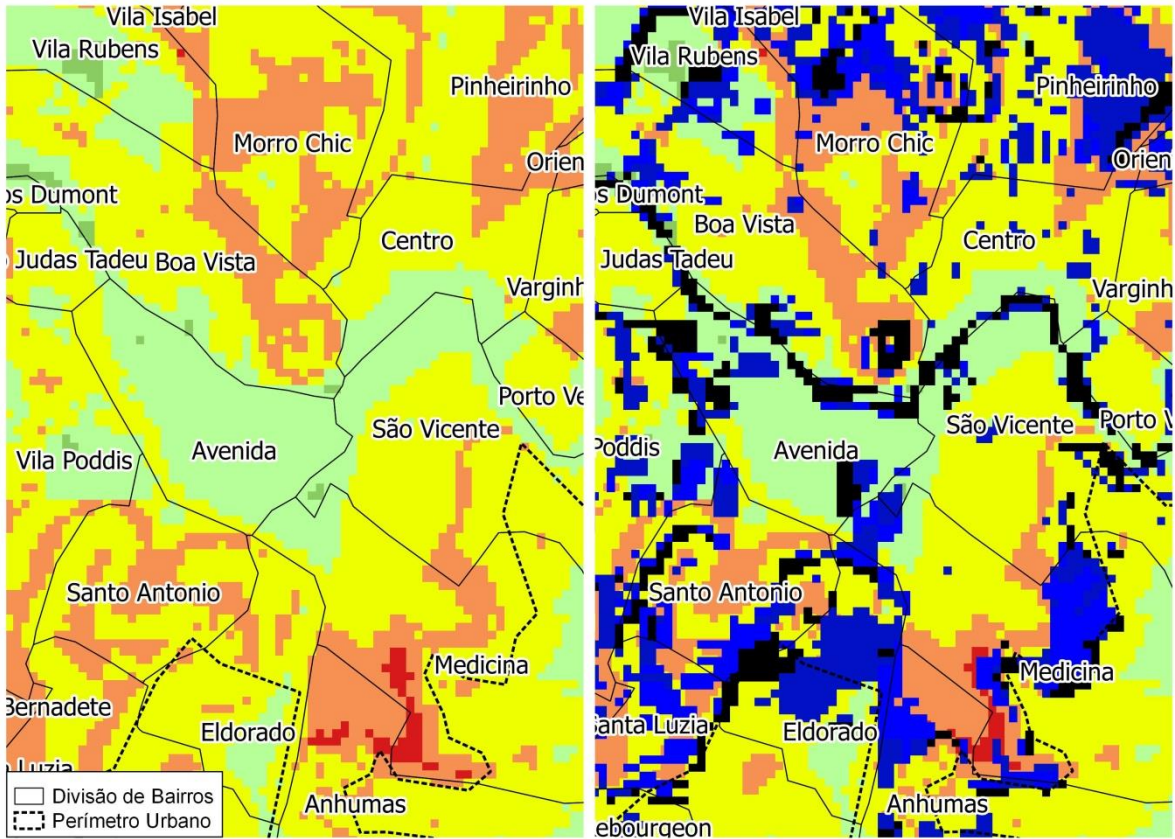 Vila Isabel
Vila Rubens
Pinheirinho
Morro Chic
Orien
os Dumont
Centro
Judas Tadeu
Boa Vista
Varginh
Porto Ve
São Vicente
Avenida
Vila Poddis
Santo Antonio
Medicina
Bernadete
Eldorado
Luzia
Anhumas
Divisão de Bairros
Perímetro Urbano
Vila Isabel
Vila Rubens
Pinheirinho
Morro Chic
Orien
os Dumont
Boa Vista
Centro
Judas Tadeu
Varginh
São Vicente
Porto V
Poddis
Avenida
Santo Antonio
Medicina
Santa Luzia
Eldorado
Anhumas
ebourgeon